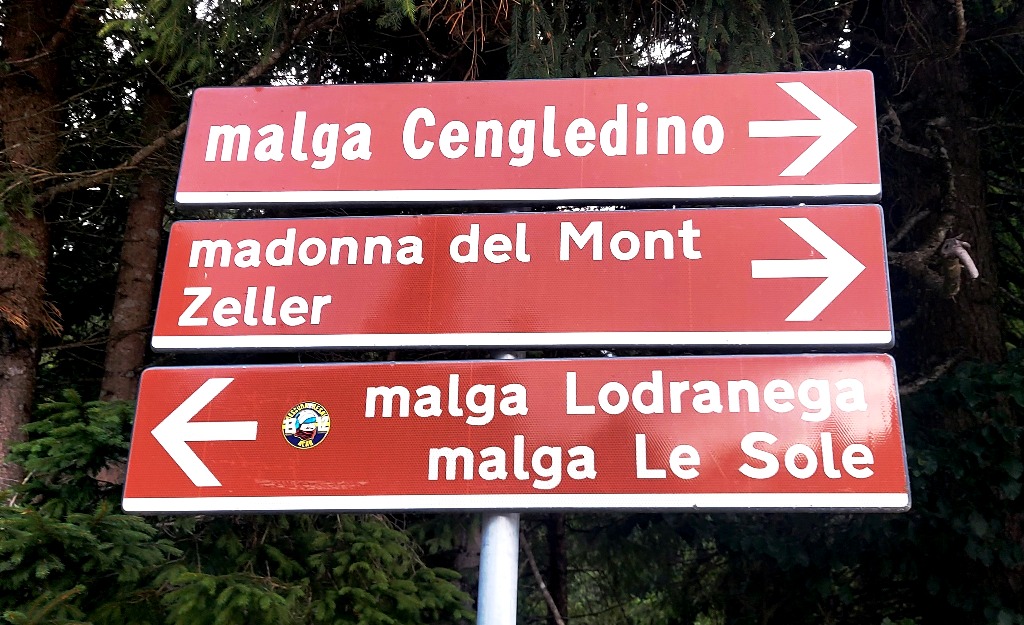 malga Cengledino
madonna del Mont
Zeller
malga Lodranega
malga Le Sole